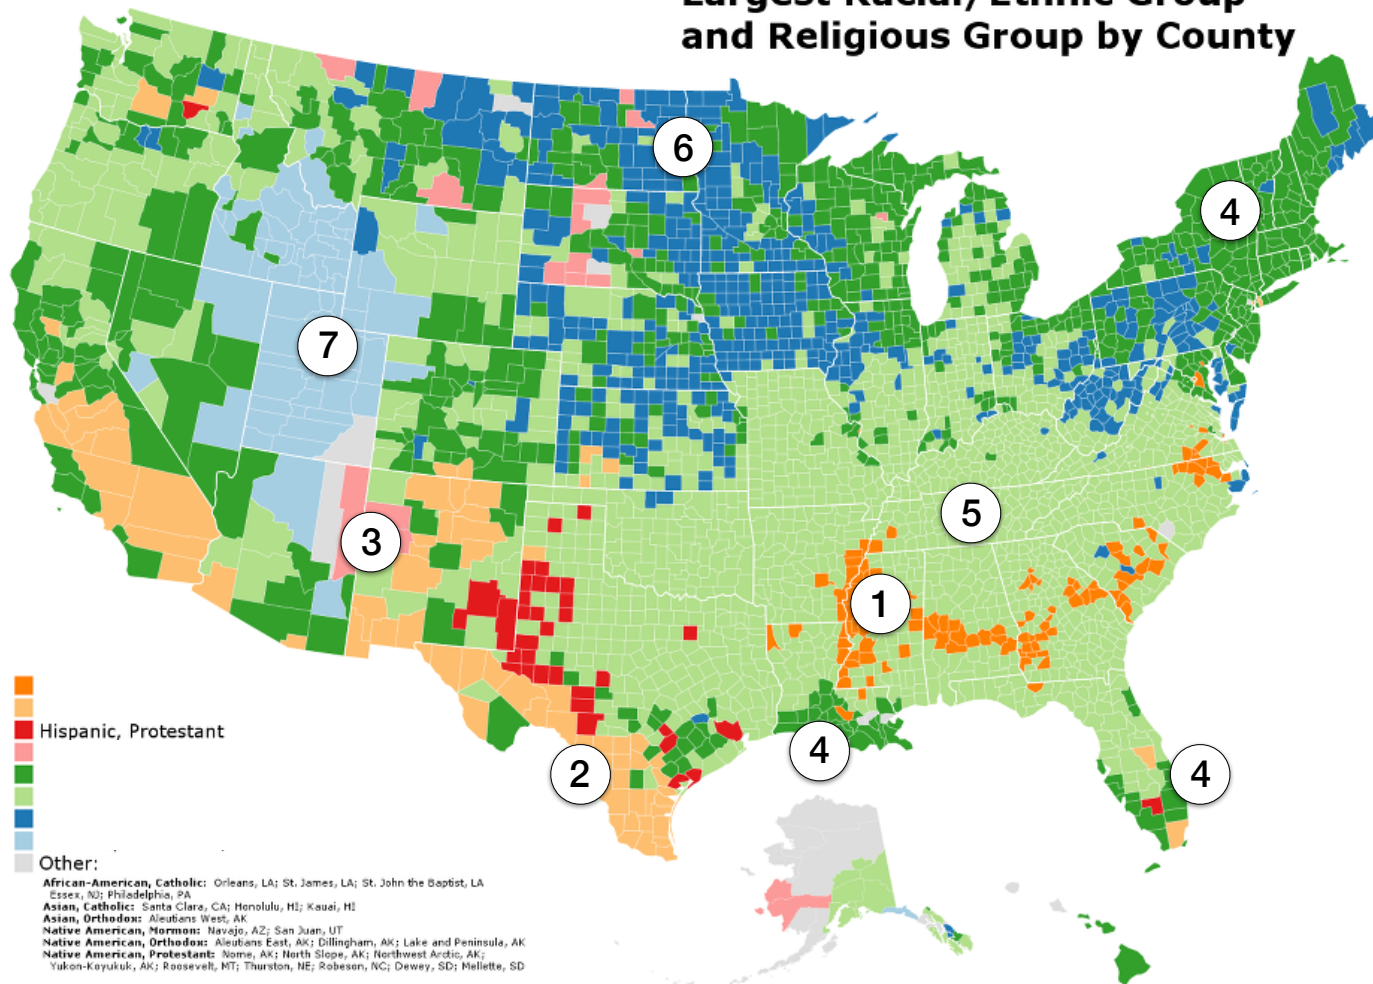 Largest Racial/Ethnic Group
and Religious Group by County
6
4
7
5
3
1
Hispanic, Protestant
4
2
4
Other:
African-American, Catholic: Orleans, LA; St. James, LA; St. John the Baptist, LA
Essex, NJ; Philadelphia, PA
Asian, Catholic: Santa Clara, CA; Honolulu, HI; Kauai, HI
Asian, Orthodox: Aleutians West, AK
Native American, Mormon: Navajo, AZ; San Juan, UT
Native American, Orthodox: Aleutians East, AK; Dillingham, AK; Lake and Peninsula, AK
Native American, Protestant: Nome, AK; North Slope, AK; Northwest Arctic, AK;
Yukon-Koyukuk, AK; Roosevelt, MT; Thurston, NE; Robeson, NC; Dewey, SD; Mellette, SD